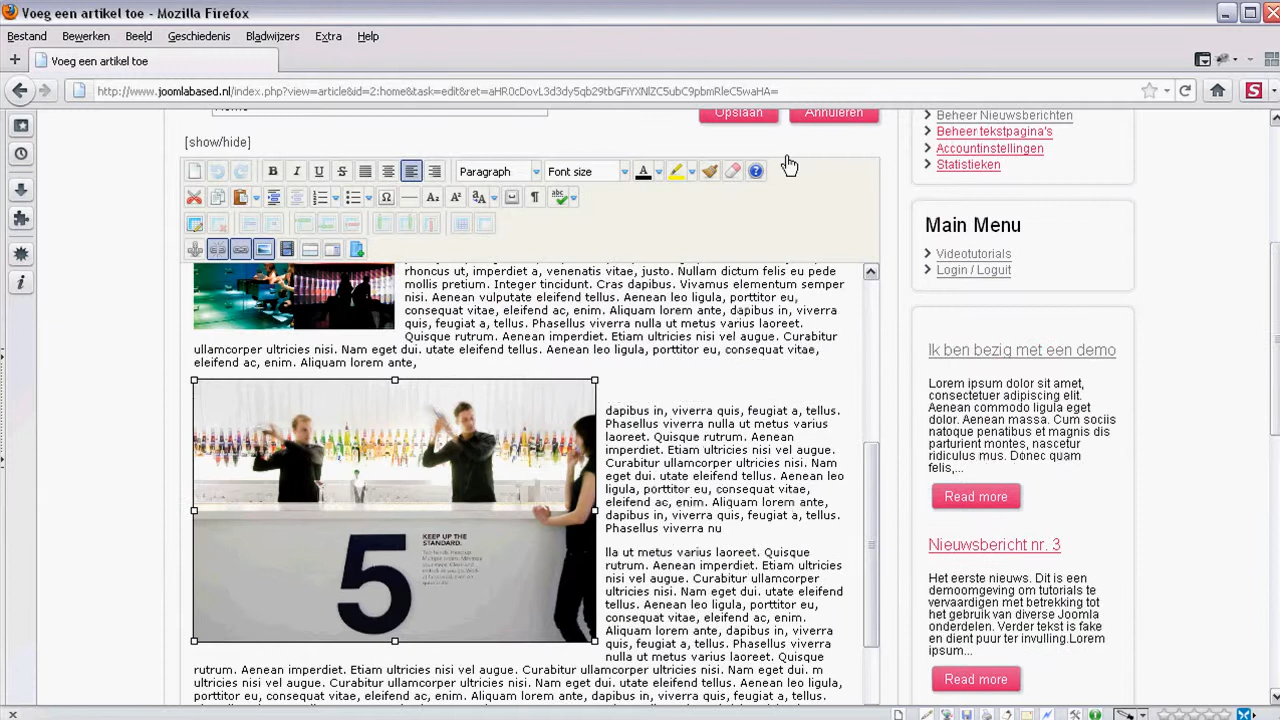 Voeg een artikel toe - Mozilla Firefox
Bestand Bewerken Beeld Geschiedenis Bladwijzers Extra Help
Voeg een artikel toe
http://www.joomlabased.nl/index.php?view=article&id=2:home&task=edit&ret=
Opslaan Annuleren
[show/hide]
Paragraph Font size
rhoncus ut, imperdiet a, venenatis vitae, justo. Nullam dictum felis eu pede
mollis pretium. Integer tincidunt. Cras dapibus. Vivamus elementum semper
nisi. Aenean vulputate eleifend tellus. Aenean leo ligula, porttitor eu,
consequat vitae, eleifend ac, enim. Aliquam lorem ante, dapibus in, viverra
quis, feugiat a, tellus. Phasellus viverra nulla ut metus varius laoreet.
Quisque rutrum. Aenean imperdiet. Etiam ultricies nisi vel augue. Curabitur
ullamcorper ultricies nisi. Nam eget dui. utate eleifend tellus. Aenean leo ligula, porttitor eu, consequat vitae,
eleifend ac, enim. Aliquam lorem ante,
dapibus in, viverra quis, feugiat a, tellus.
Phasellus viverra nulla ut metus varius
laoreet. Quisque rutrum. Aenean
imperdiet. Etiam ultricies nisi vel augue.
Curabitur ullamcorper ultricies nisi. Nam
eget dui. utate eleifend tellus. Aenean leo
ligula, porttitor eu, consequat vitae,
eleifend ac, enim. Aliquam lorem ante,
dapibus in, viverra quis, feugiat a, tellus.
Phasellus viverra nu
KEEP UP THE
STANDARD.
5
lla ut metus varius laoreet. Quisque
rutrum. Aenean imperdiet. Etiam ultricies
nisi vel augue. Curabitur ullamcorper
ultricies nisi. Nam eget dui. utate eleifend
tellus. Aenean leo ligula, porttitor eu,
consequat vitae, eleifend ac, enim.
Aliquam lorem ante, dapibus in, viverra
quis, feugiat a, tellus. Phasellus viverra
nulla ut metus varius laoreet. Quisque
rutrum. Aenean imperdiet. Etiam ultricies nisi vel augue. Curabitur ullamcorper ultricies nisi. Nam eget dui. m
ultricies nisi vel augue. Curabitur ullamcorper ultricies nisi. Nam eget dui. utate eleifend tellus. Aenean leo ligula,
porttitor eu, consequat vitae, eleifend ac, enim. Aliquam lorem ante, dapibus in, viverra quis, feugiat a, tellus.
Beheer Nieuwsberichten
Beheer tekstpagina's
Accountinstellingen
Statistieken
Main Menu
Videotutorials
Login / Loguit
Ik ben bezig met een demo
Lorem ipsum dolor sit amet,
consectetuer adipiscing elit.
Aenean commodo ligula eget
dolor. Aenean massa. Cum sociis
natoque penatibus et magnis dis
parturient montes, nascetur
ridiculus mus. Donec quam
felis,...
Read more
Nieuwsbericht nr. 3
Het eerste nieuws. Dit is een
demoomgeving om tutorials te
vervaardigen met betrekking tot
het gebruik van diverse Joomla
onderdelen. Verder tekst is fake
en dient puur ter invulling.Lorem
ipsum...
Read more